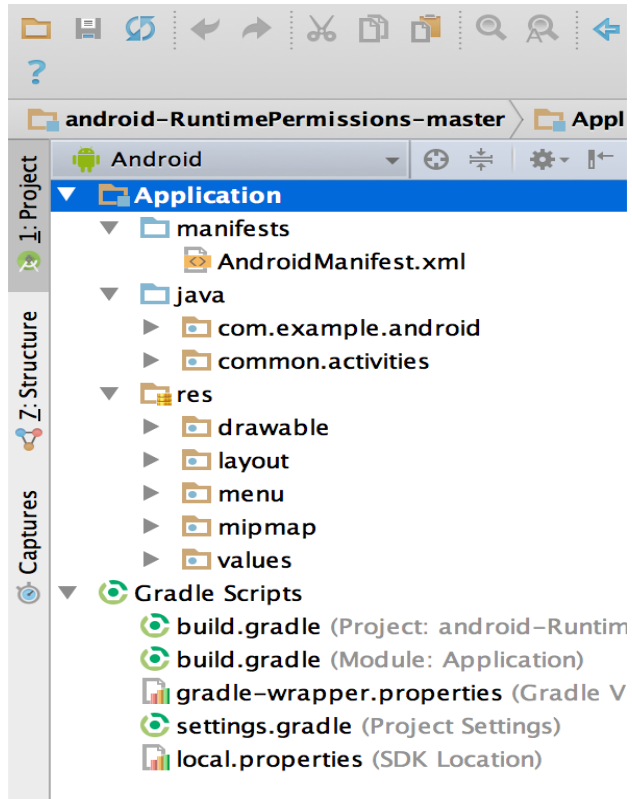 ?
android-RuntimePermissions-master Appl
Android
1: Project
Application
manifests
AndroidManifest.xml
java
com.example.android
common.activities
7: Structure
res
drawable
layout
menu
mipmap
values
Captures
Gradle Scripts
build.gradle (Project: android-Runtim
build.gradle (Module: Application)
gradle-wrapper.properties (Gradle V
settings.gradle (Project Settings)
local.properties (SDK Location)